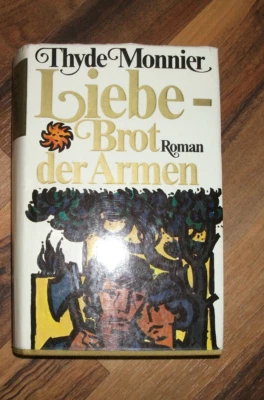 Thyde Monnier
Liebe-
Brot Roman
der Armen